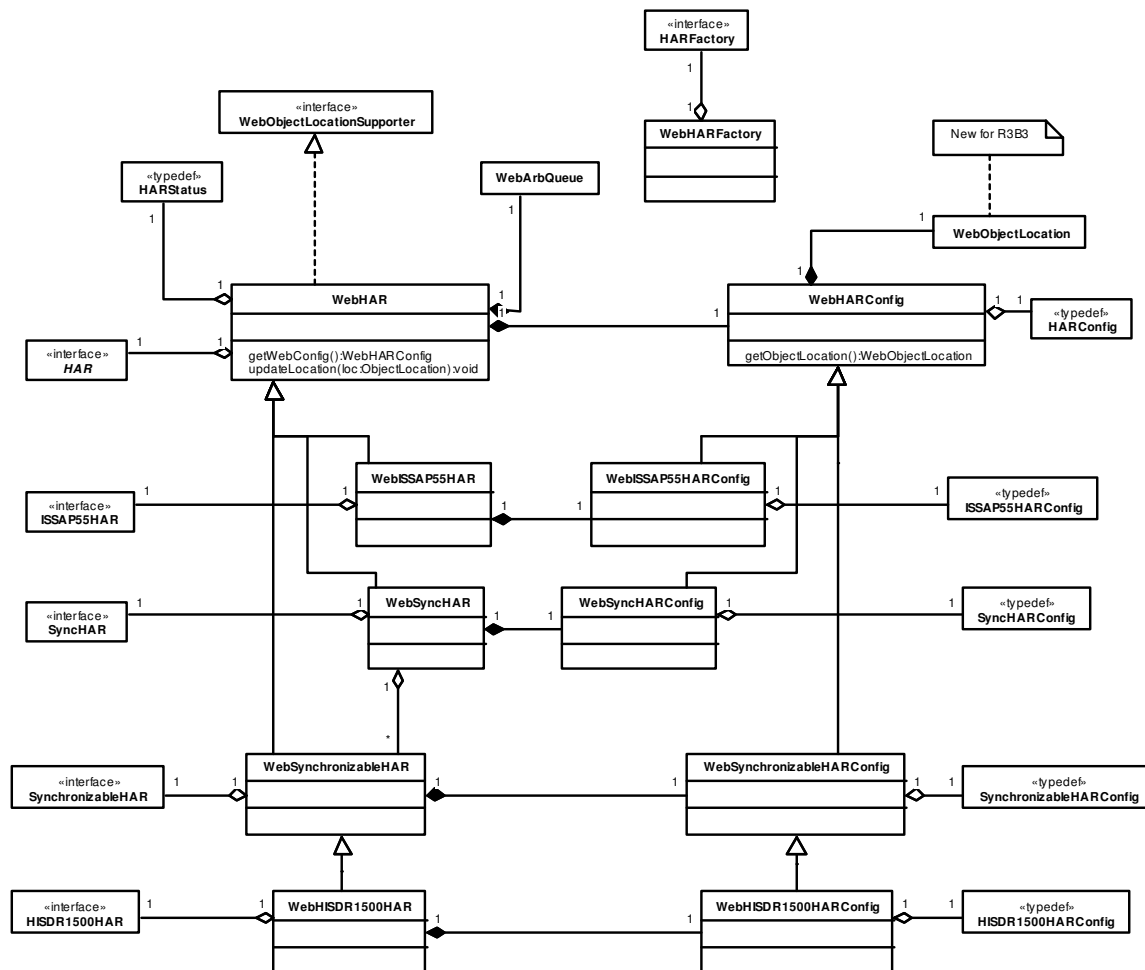 «interface»
HARFactory
1
1
WebHARFactory
«interface»
WebObjectLocationSupporter
New for R3B3
«typedef»
HARStatus
1
WebArbQueue
1
1
WebObjectLocation
1
1
WebHAR
1
1
1
WebHARConfig
1
1
1
«typedef»
HARConfig
«interface»
HAR
1
1
getWebConfig():WebHARConfig
updateLocation(loc:ObjectLocation):void
getObjectLocation():WebObjectLocation
«interface»
ISSAP55HAR
1
1
WebISSAP55HAR
1
1
WebISSAP55HARConfig
1
1
«typedef»
ISSAP55HARConfig
«interface»
SyncHAR
1
1
WebSyncHAR
1
1
WebSyncHARConfig
1
1
«typedef»
SyncHARConfig
1
*
«interface»
SynchronizableHAR
1
1
WebSynchronizableHAR
1
1
WebSynchronizableHARConfig
1
1
«typedef»
SynchronizableHARConfig
«interface»
HISDR1500HAR
1
1
WebHISDR1500HAR
1
1
WebHISDR1500HARConfig
1
1
«typedef»
HISDR1500HARConfig